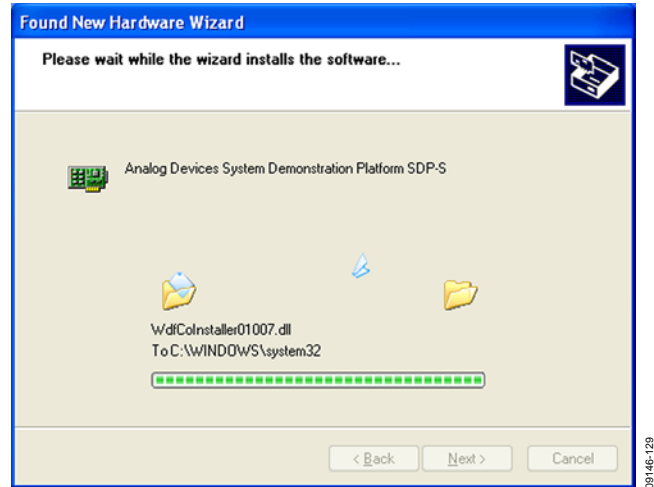 Found New Hardware Wizard
Please wait while the wizard installs the software...
Analog Devices System Demonstration Platform SDP-S
WdfCoInstaller01007.dll
To C:\WINDOWS\system32
< Back
Next >
Cancel
09146-129